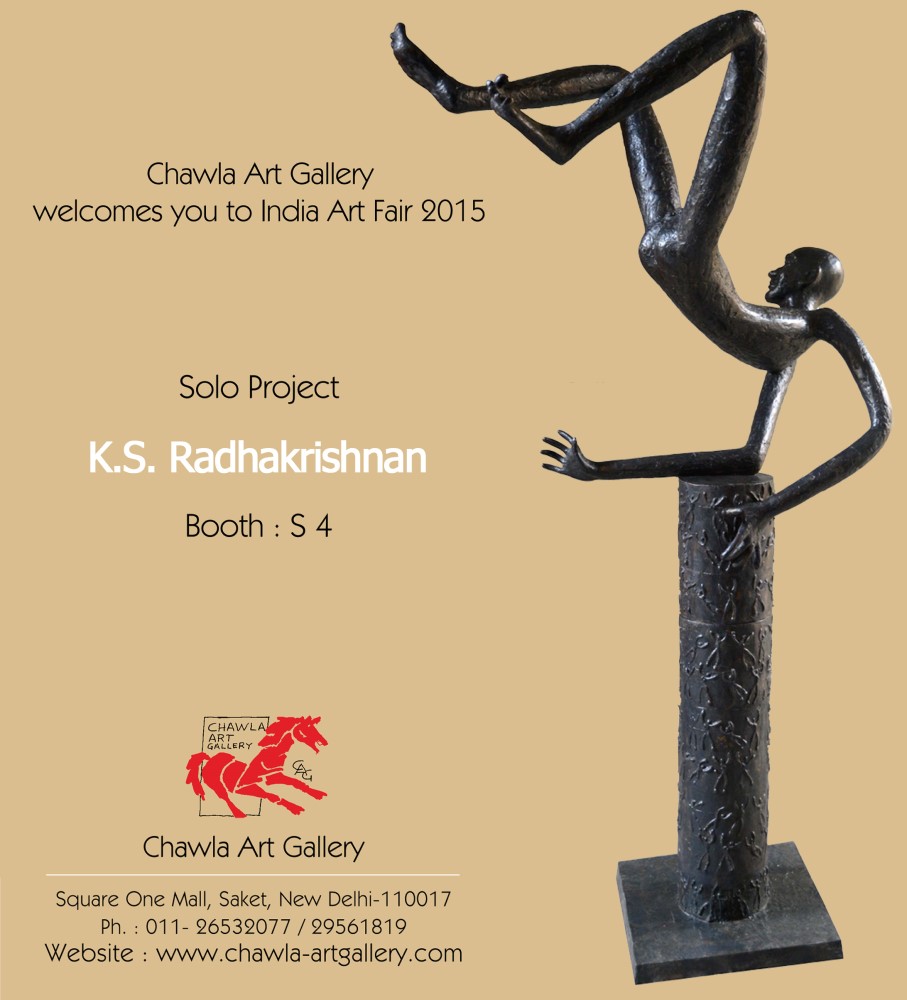 Chawla Art Gallery
welcomes you to India Art Fair 2015
Solo Project
K.S. Radhakrishnan
Booth : S 4
CHAWLA
ART
GALLERY
CAG
Chawla Art Gallery
Square One Mall, Saket, New Delhi-110017
Ph. : 011- 26532077 / 29561819
Website : www.chawla-artgallery.com